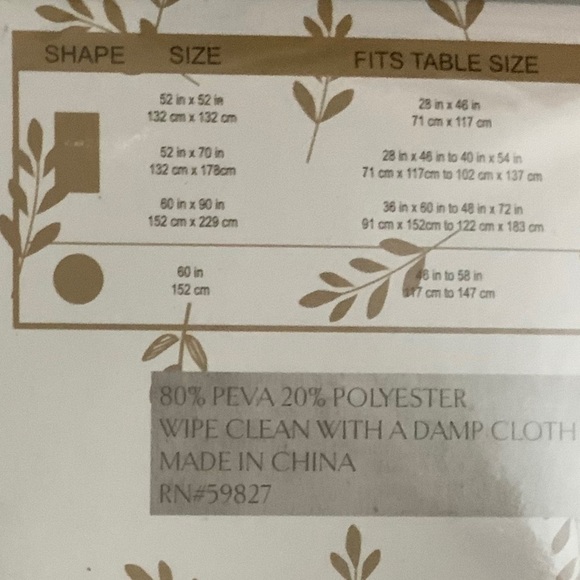 SHAPE SIZE FITS TABLE SIZE
52 in x 52 in 28 in x 46 in
132 cm x 132 cm 71 cm x 117 cm
52 in x 70 in 28 in x 46 in to 40 in x 54 in
132 cm x 178cm 71 cm x 117cm to 102 cm x 137 cm
60 in x 90 in 36 in x 60 in to 48 in x 72 in
152 cm x 229 cm 91 cm x 152cm to 122 cm x 183 cm
60 in 46 in to 58 in
152 cm 117 cm to 147 cm
80% PEVA 20% POLYESTER
WIPE CLEAN WITH A DAMP CLOTH
MADE IN CHINA
RN#59827